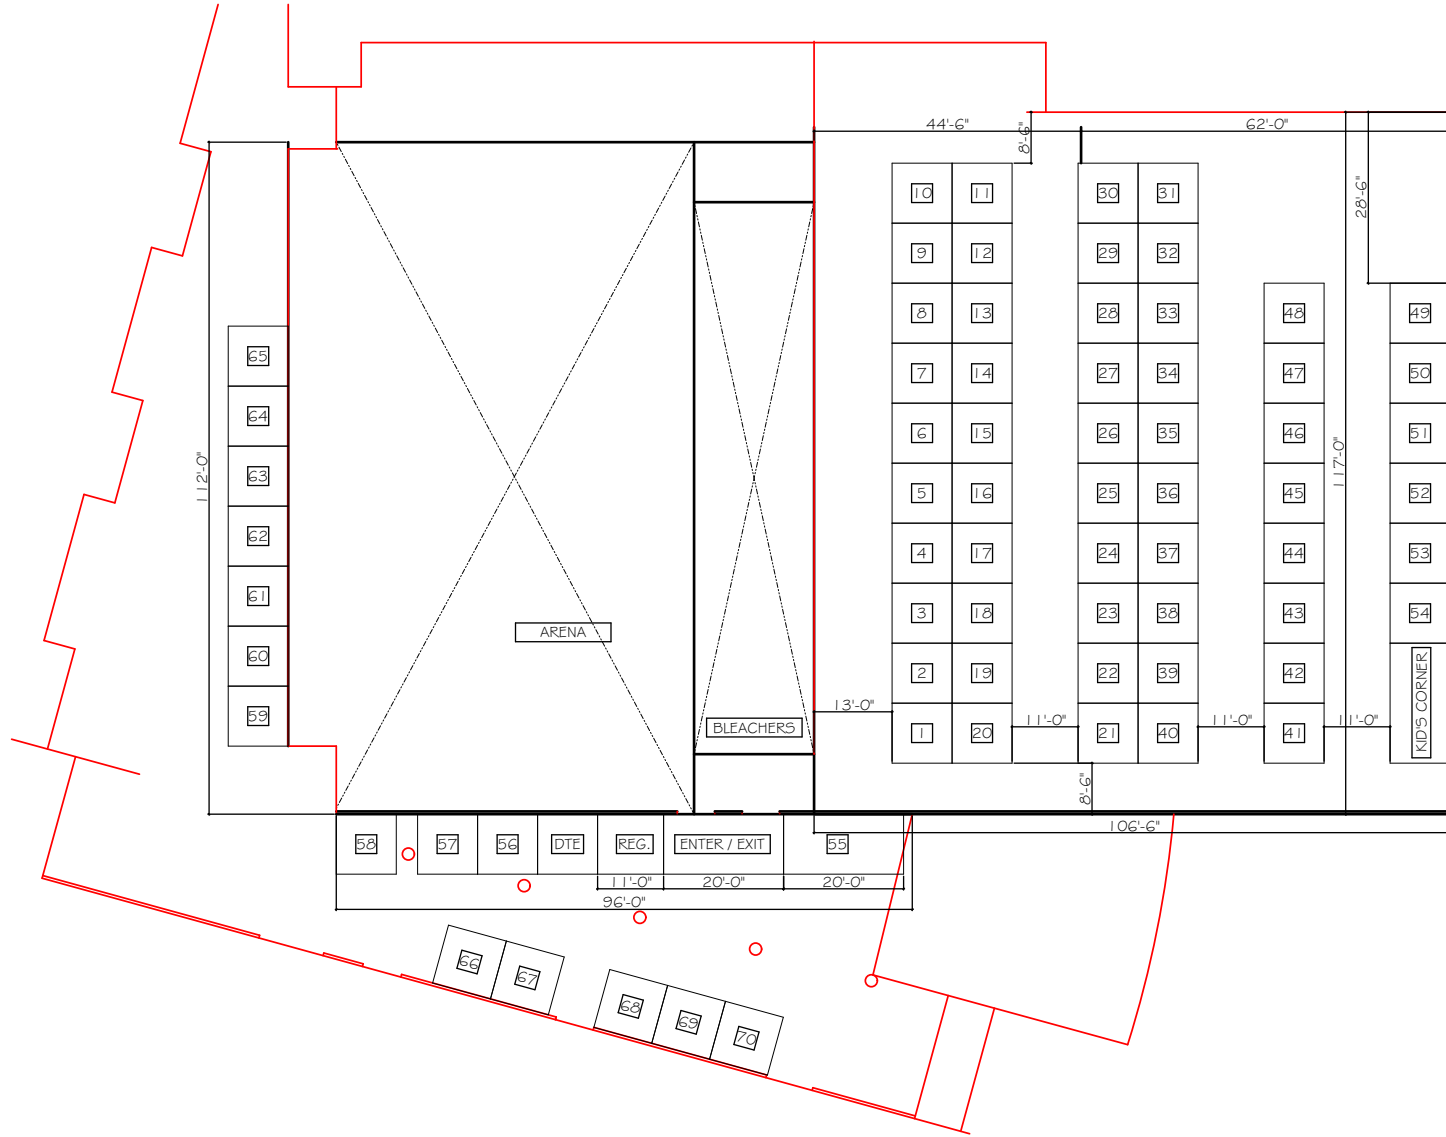 44'-6"
62'-0"
8'-6"
28'-6"
10 11 30 31
9 12 29 32
8 13 28 33 48 49
65 7 14 27 34 47 50
64 6 15 26 35 46 51
112'-0"
117'-0"
63 5 16 25 36 45 52
62 4 17 24 37 44 53
61 3 18 23 38 43 54
ARENA
60 2 19 22 39 42
KID'S CORNER
13'-0"
59
BLEACHERS
11'-0" 11'-0" 11'-0"
1 20 21 40 41
8'-6"
106'-6"
58 57 56 DTE REG. ENTER / EXIT 55
11'-0" 20'-0" 20'-0"
96'-0"
66 67
68 69 70